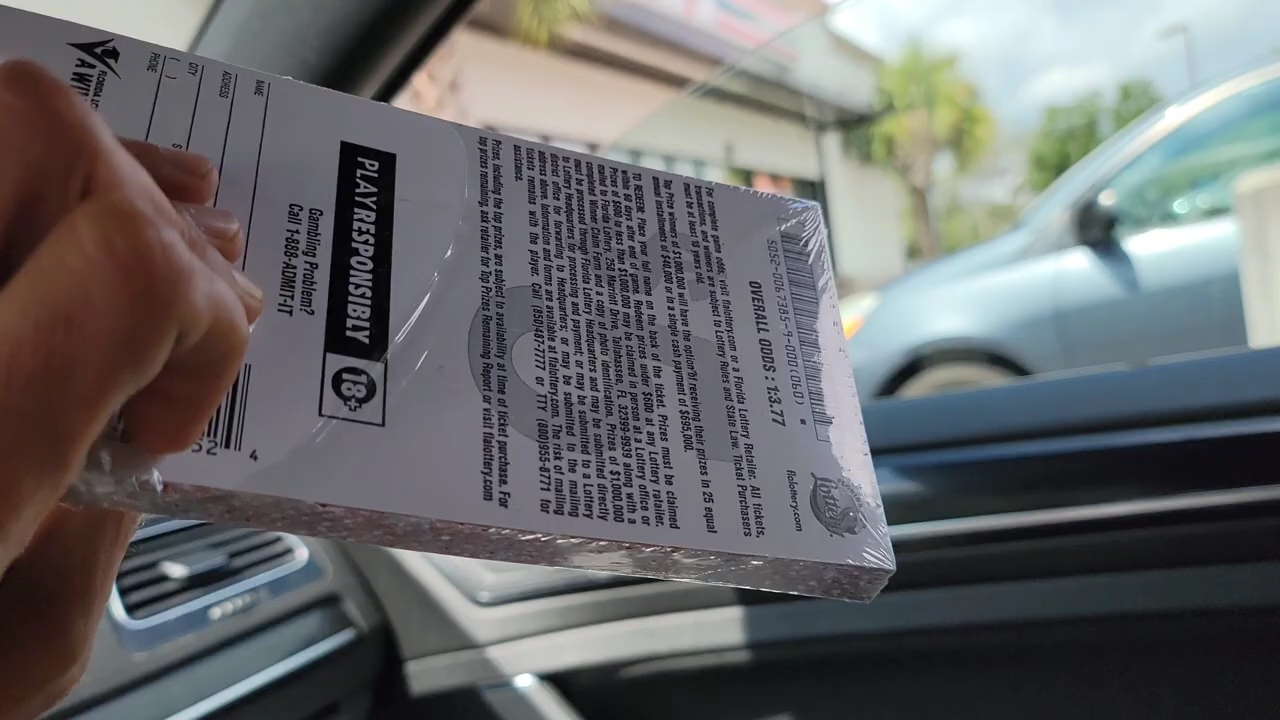 5052-0067385-9-000(060)
OVERALL ODDS : 1:3.77
flalottery.com
For complete game odds, visit flalottery.com or a Florida Lottery Retailer. All tickets,
transactions, and winners are subject to Lottery Rules and State Law. Ticket Purchasers
must be at least 18 years old.
Top Prize winners of $1,000,000 will have the option of receiving their prizes in 25 equal
annual installments of $40,000 or in a single cash payment of $695,000.
TO REDEEM: Place your full name on the back of the ticket. Prizes must be claimed
within 60 days after end of game. Redeem prizes under $600 at any Lottery retailer.
Prizes of $600 to less than $1,000,000 may be claimed in person at a Lottery office or
mailed to Florida Lottery, 250 Marriott Drive, Tallahassee, FL 32399-9939 along with a
completed Winner Claim Form and a copy of photo identification. Prizes of $1,000,000
must be processed through Florida Lottery Headquarters and may be submitted directly
to Lottery Headquarters for processing and payment; or may be submitted to a Lottery
district office for forwarding to Headquarters; or may be submitted to the mailing
address above. Information and forms are available at flalottery.com. The risk of mailing
tickets remains with the player. Call (850)487-7777 or TTY (800)955-8771 for
assistance.
Prizes, including the top prizes, are subject to availability at time of ticket purchase. For
top prizes remaining, ask retailer for Top Prizes Remaining Report or visit flalottery.com
PLAY RESPONSIBLY 18+
Gambling Problem?
Call 1-888-ADMIT-IT
NAME
ADDRESS
CITY S
( )
PHONE
FLORIDA LO
A WIN
52 4